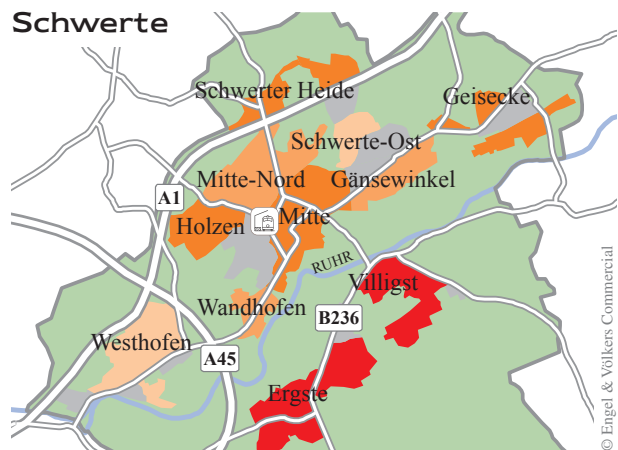 Schwerte
Schwerter Heide
Geisecke
Schwerte-Ost
Mitte-Nord
Gänsewinkel
A1
Holzen
Mitte
RUHR
Villigst
Wandhofen
B236
Westhofen
A45
Ergste
© Engel & Völkers Commercial